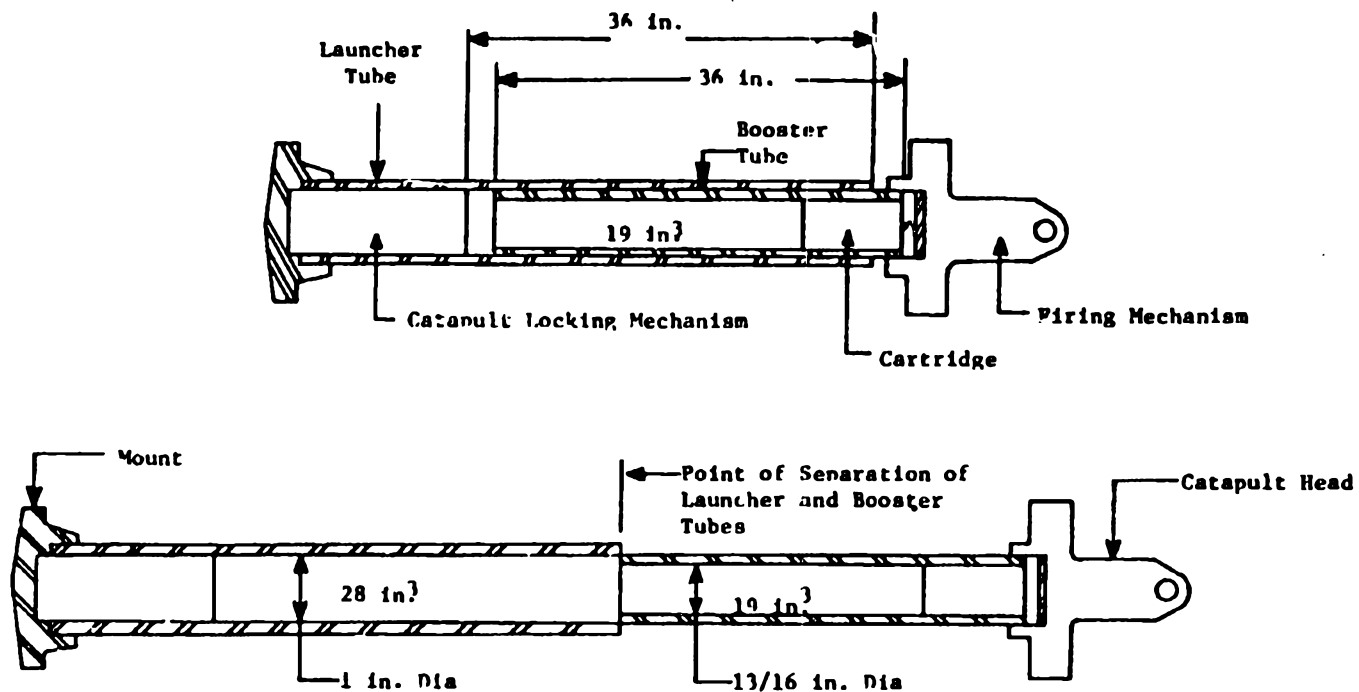 36 in.
Launcher
Tube
36 in.
Booster
Tube
19 in³
Catapult Locking Mechanism
Firing Mechanism
Cartridge
Mount
Point of Separation of
Launcher and Booster
Tubes
Catapult Head
28 in³
19 in³
1 in. Dia
13/16 in. Dia